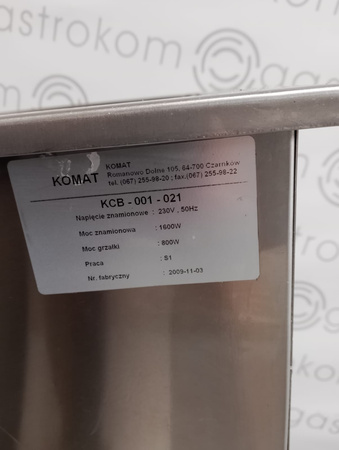 gastrokom
gastrokom
KOMAT
KOMAT
Romanowo Dolne 105, 64-700 Czarnków
tel. (067) 255-98-20 ; fax.(067) 255-98-22
KCB - 001 - 021
Napięcie znamionowe : 230V , 50Hz
Moc znamionowa : 1600W
Moc grzałki : 800W
Praca : S1
Nr. fabryczny : 2009-11-03